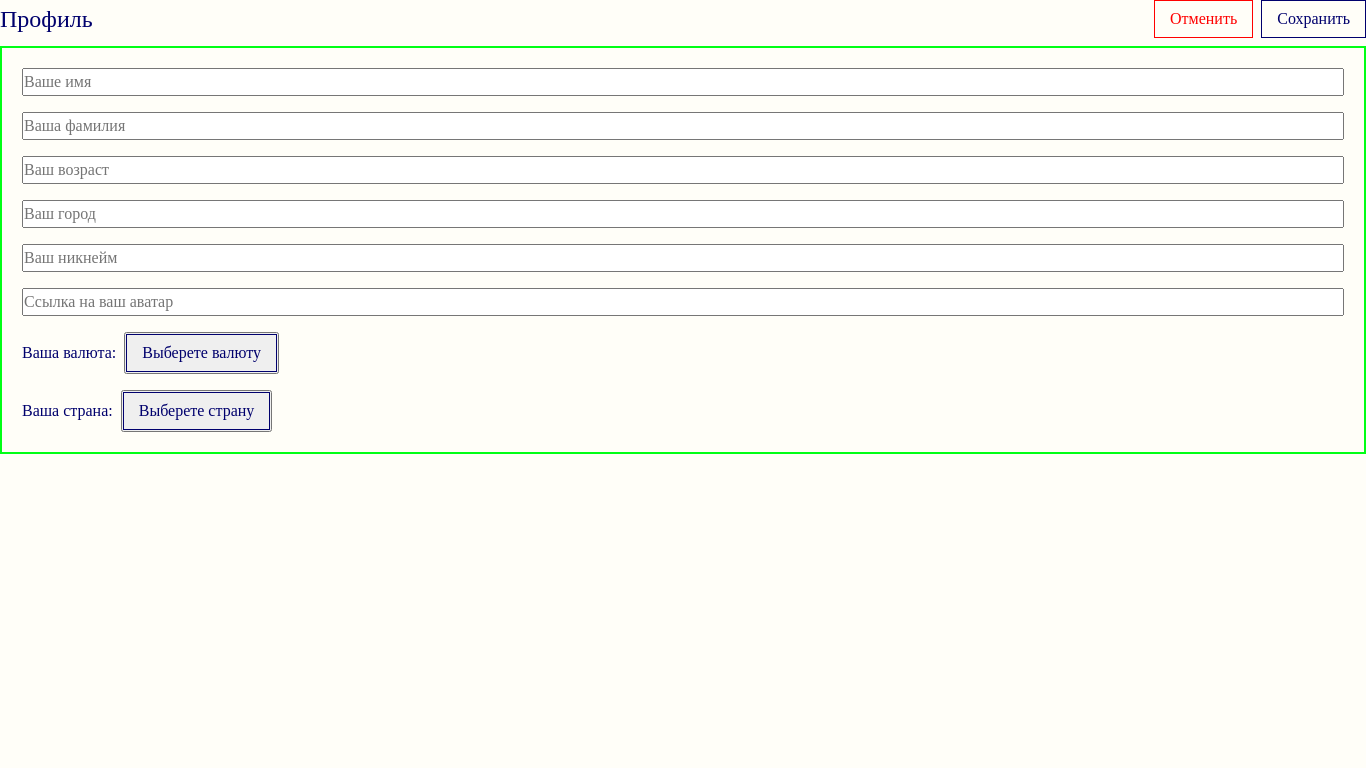 Профиль
Отменить
Сохранить
Ваше имя
Ваша фамилия
Ваш возраст
Ваш город
Ваш никнейм
Ссылка на ваш аватар
Ваша валюта: Выберете валюту
Ваша страна: Выберете страну